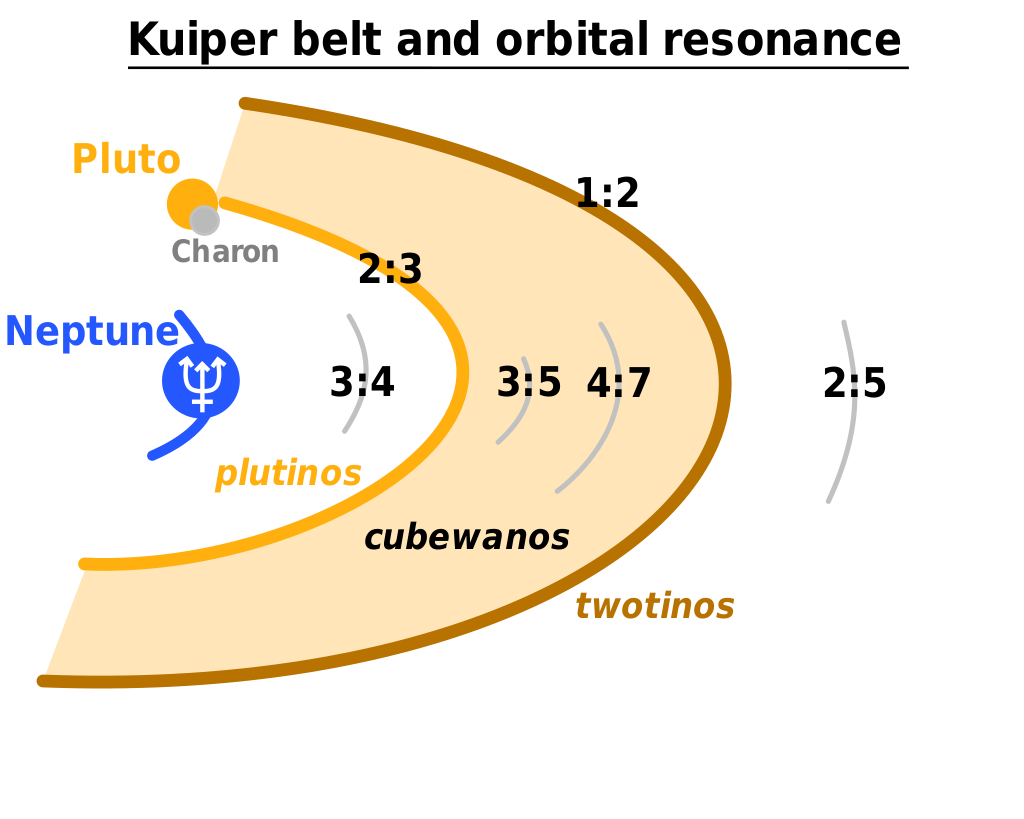 Kuiper belt and orbital resonance
Pluto
1:2
Charon
2:3
Neptune
3:4
3:5
4:7
2:5
plutinos
cubewanos
twotinos